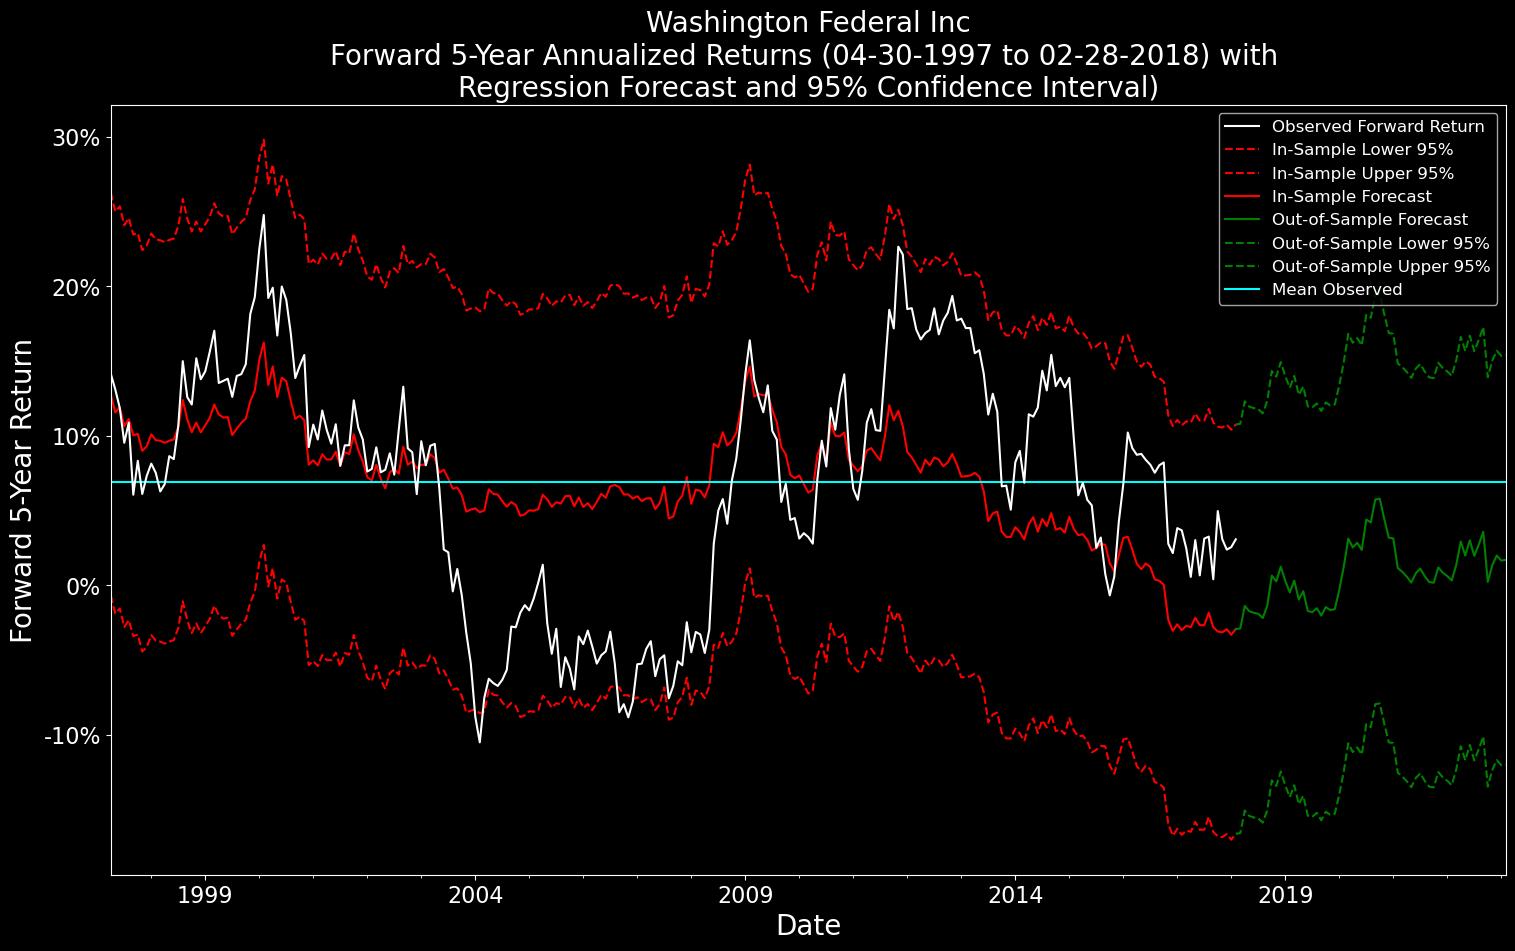 Washington Federal Inc
Forward 5-Year Annualized Returns (04-30-1997 to 02-28-2018) with
Regression Forecast and 95% Confidence Interval)
Observed Forward Return
In-Sample Lower 95%
In-Sample Upper 95%
In-Sample Forecast
Out-of-Sample Forecast
Out-of-Sample Lower 95%
Out-of-Sample Upper 95%
Mean Observed
Forward 5-Year Return
30%
20%
10%
0%
-10%
1999
2004
2009
2014
2019
Date